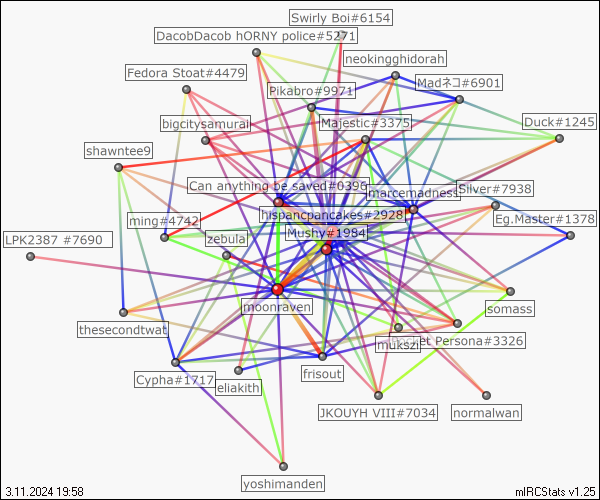 Swirly Boi#6154
DacobDacob hORNY police#5271
neokingghidorah
Fedora Stoat#4479
Madネコ#6901
Pikabro#9971
Duck#1245
bigcitysamurai
Majestic#3375
shawntee9
Can anything be saved#0396
marcemadness
Silver#7938
hispancpancakes#2928
Eg.Master#1378
ming#4742
Mushy#1984
LPK2387 #7690
zebula
moonraven
somass
thesecondtwat
muksz
et Persona#3326
frisout
Cypha#1717
eliakith
JKOUYH VIII#7034
normalwan
yoshimanden
3.11.2024 19:58
mIRCStats v1.25